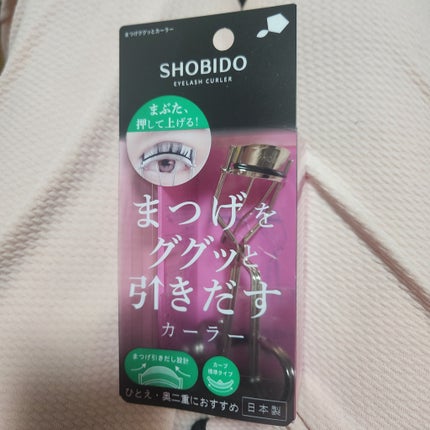 まつげググッとカーラー
SHOBIDO
EYELASH CURLER
まぶた、
押して上げる!
まつげを
ググッと
引きだす
カーラー
まつげ引きだし設計
カーブ
標準タイプ
ひとえ・奥二重におすすめ
日本製